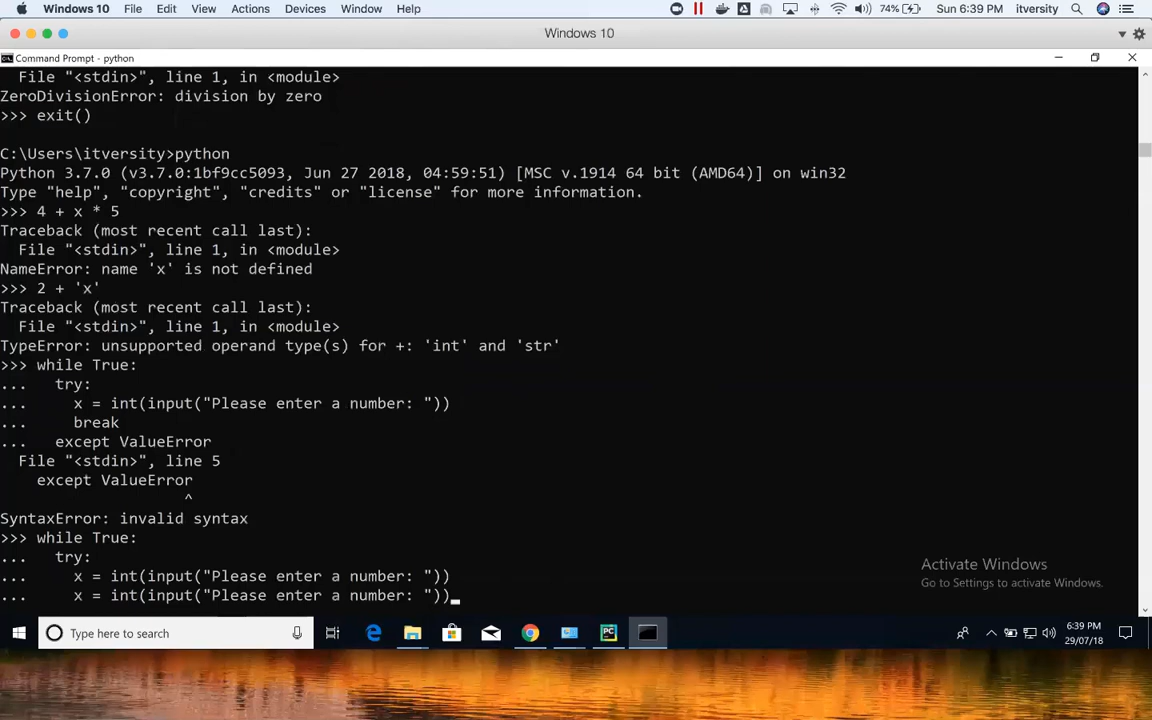 Windows 10 File Edit View Actions Devices Window Help 74% Sun 6:39 PM itversity
Windows 10
Command Prompt - python
File "<stdin>", line 1, in <module>
ZeroDivisionError: division by zero
>>> exit()
C:\Users\itversity>python
Python 3.7.0 (v3.7.0:1bf9cc5093, Jun 27 2018, 04:59:51) [MSC v.1914 64 bit (AMD64)] on win32
Type "help", "copyright", "credits" or "license" for more information.
>>> 4 + x * 5
Traceback (most recent call last):
  File "<stdin>", line 1, in <module>
NameError: name 'x' is not defined
>>> 2 + 'x'
Traceback (most recent call last):
  File "<stdin>", line 1, in <module>
TypeError: unsupported operand type(s) for +: 'int' and 'str'
>>> while True:
...   try:
...     x = int(input("Please enter a number: "))
...     break
...   except ValueError
  File "<stdin>", line 5
    except ValueError
                    ^
SyntaxError: invalid syntax
>>> while True:
...   try:
...     x = int(input("Please enter a number: "))
...     x = int(input("Please enter a number: "))
Activate Windows
Go to Settings to activate Windows.
Type here to search
6:39 PM
29/07/18